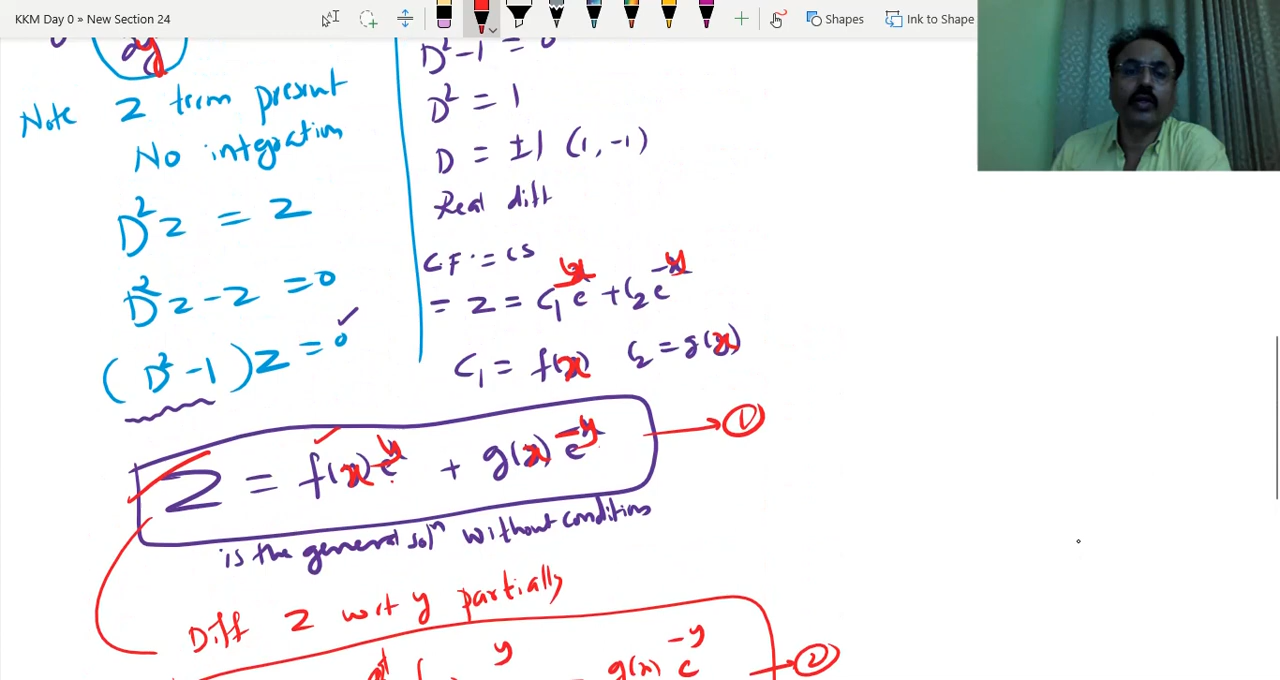 KKM Day 0 » New Section 24
Shapes
Ink to Shape
y
Note z term present
No integration
D²z = z
D²z - z = 0
(D² - 1)z = 0
D² - 1 = 0
D² = 1
D = ±1 (1, -1)
Real diff
C.F. = CS
= z = C₁e^y + C₂e^-y
C₁ = f(x) C₂ = g(x)
z = f(x)e^y + g(x)e^-y → ①
is the general solⁿ without conditions
Diff z wrt y partially
y g(x) e^-y → ②